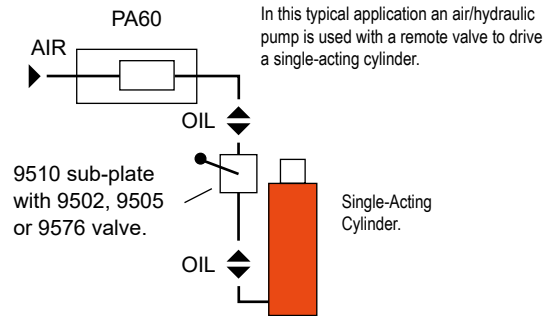 PA60
In this typical application an air/hydraulic
pump is used with a remote valve to drive
a single-acting cylinder.
AIR
OIL
9510 sub-plate
with 9502, 9505
or 9576 valve.
Single-Acting
Cylinder.
OIL